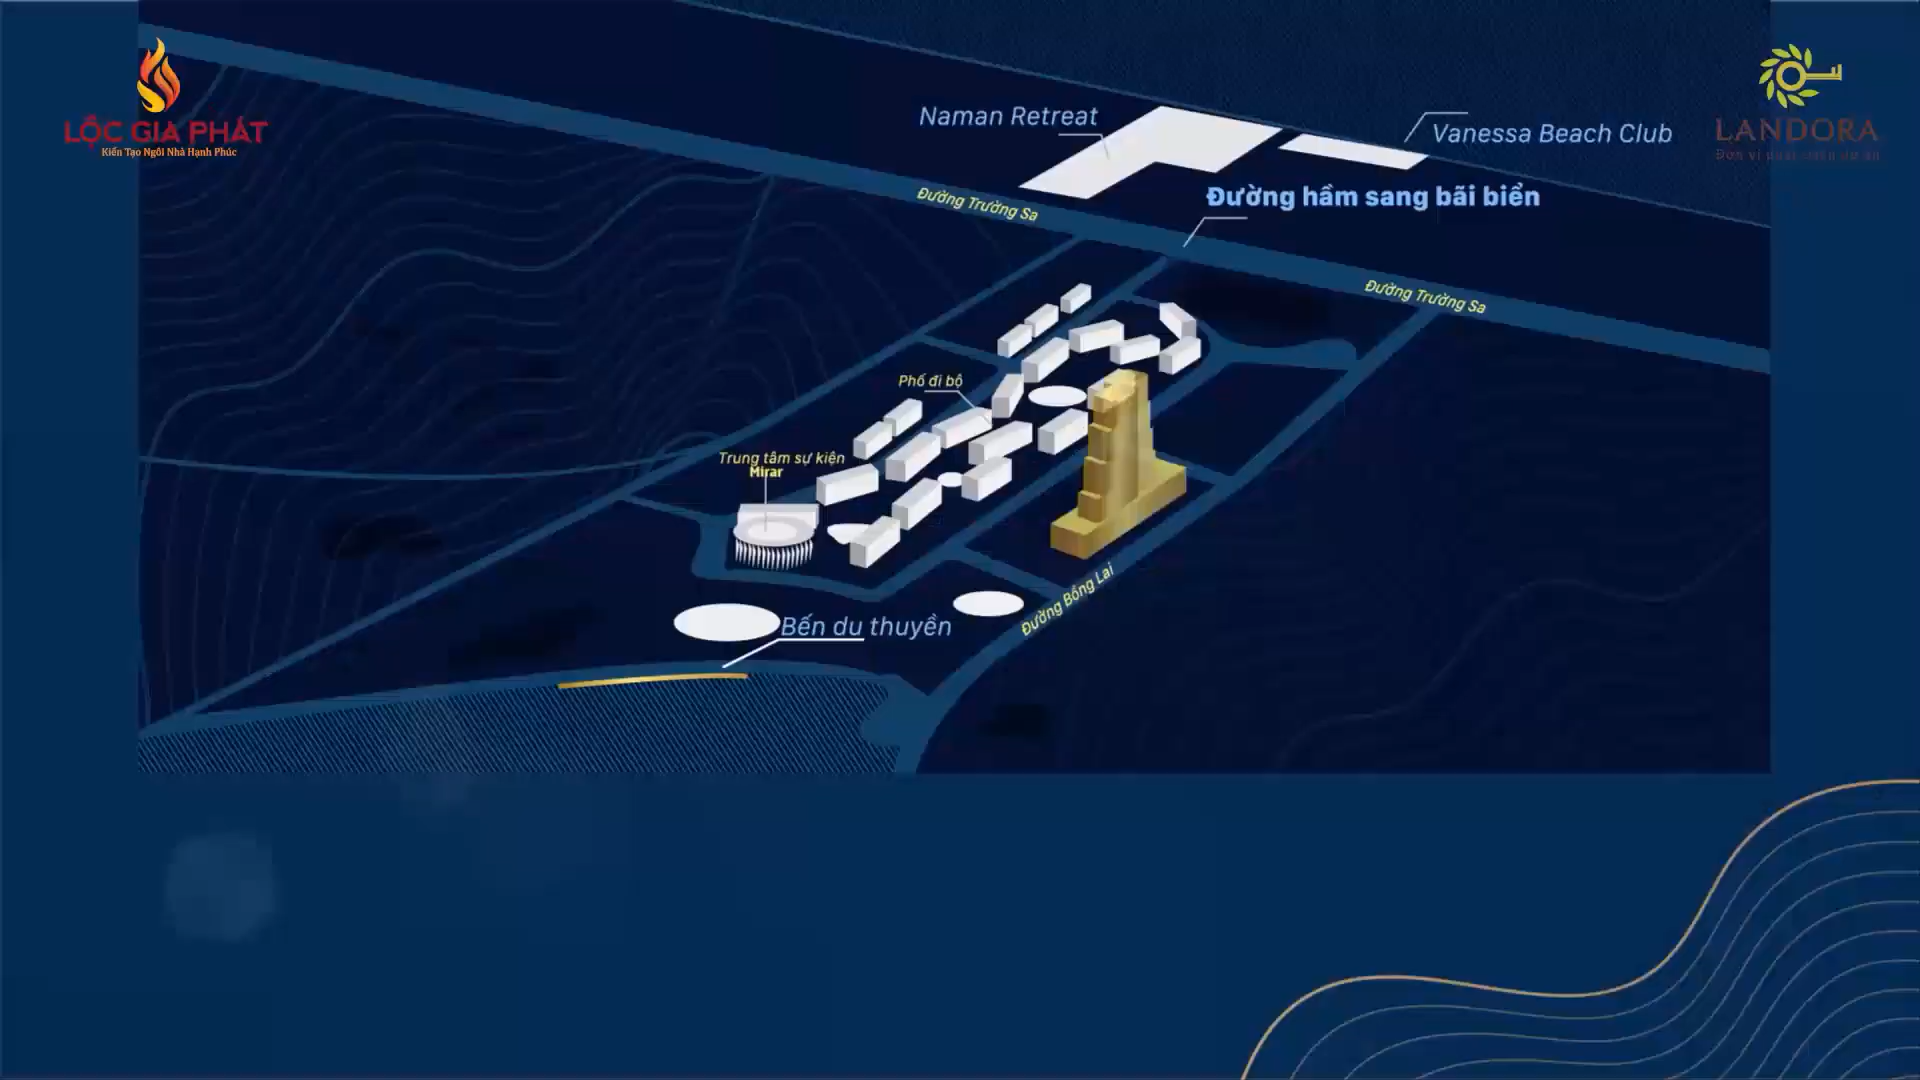 LỘC GIA PHÁT
Kiến Tạo Ngôi Nhà Hạnh Phúc
LANDORA
Naman Retreat
Vanessa Beach Club
Đường hầm sang bãi biển
Đường Trường Sa
Đường Trường Sa
Phố đi bộ
Trung tâm sự kiện
Mirar
Đường Bồng Lai
Bến du thuyền